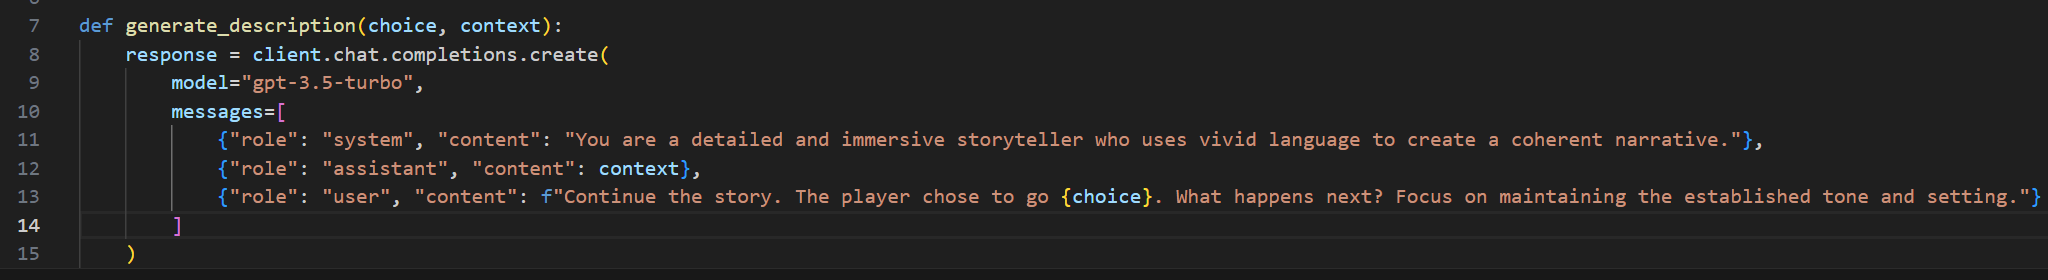 7 def generate_description(choice, context):
8 response = client.chat.completions.create(
9 model="gpt-3.5-turbo",
10 messages=[
11 {"role": "system", "content": "You are a detailed and immersive storyteller who uses vivid language to create a coherent narrative."},
12 {"role": "assistant", "content": context},
13 {"role": "user", "content": f"Continue the story. The player chose to go {choice}. What happens next? Focus on maintaining the established tone and setting."}
14 ]
15 )